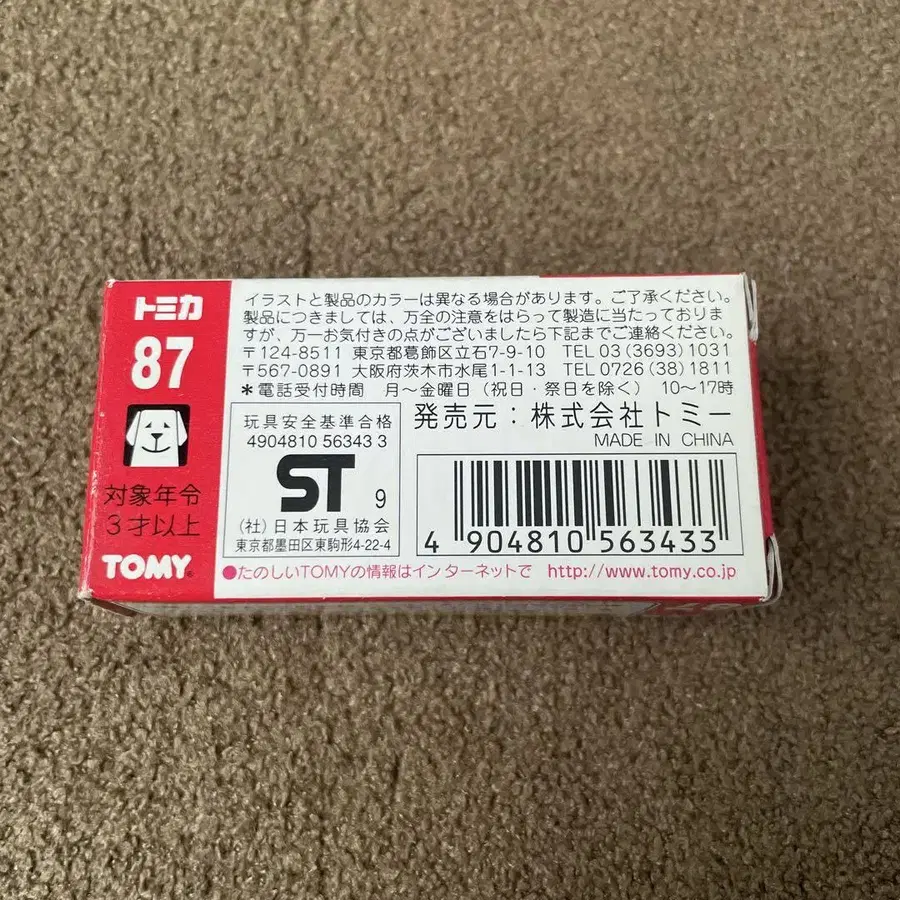 トミカ
87
対象年令
3才以上
TOMY
イラストと製品のカラーは異なる場合があります。ご了承ください。
製品につきましては、万全の注意をはらって製造に当たっております
が、万一お気付きの点がございましたら下記までご連絡ください。
〒124-8511 東京都葛飾区立石7-9-10 TEL 03 (3693) 1031
〒567-0891 大阪府茨木市水尾1-1-13 TEL 0726 (38) 1811
*電話受付時間 月~金曜日 (祝日・祭日を除く) 10~17時
玩具安全基準合格
4904810 56343 3
ST 9
(社) 日本玩具協会
東京都墨田区東駒形4-22-4
発売元:株式会社トミー
MADE IN CHINA
4 904810 563433
●たのしいTOMYの情報はインターネットで http://www.tomy.co.jp